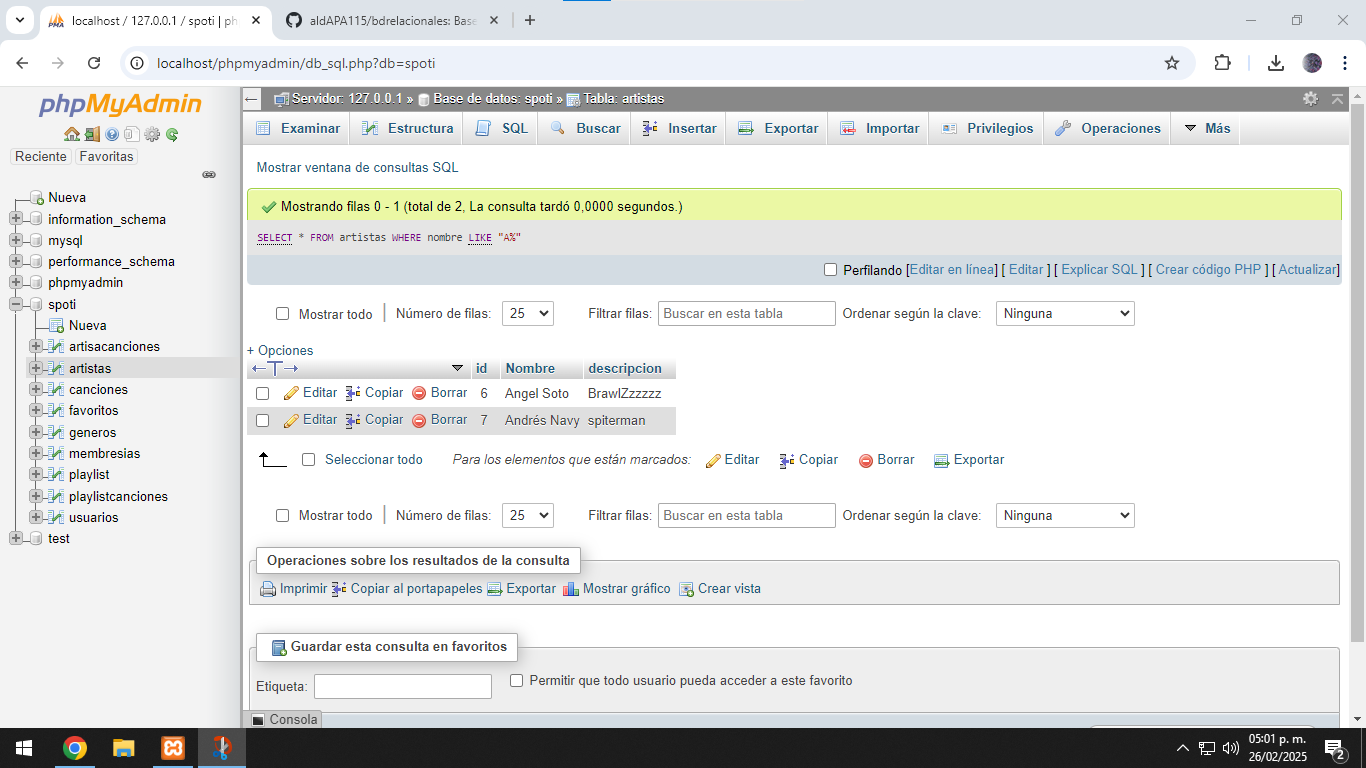 localhost / 127.0.0.1 / spoti | ph
aldAPA115/bdrelacionales: Base
localhost/phpmyadmin/db_sql.php?db=spoti
phpMyAdmin
Reciente Favoritas
Nueva
information_schema
mysql
performance_schema
phpmyadmin
spoti
Nueva
artisacanciones
artistas
canciones
favoritos
generos
membresias
playlist
playlistcanciones
usuarios
test
Servidor: 127.0.0.1 » Base de datos: spoti » Tabla: artistas
Examinar Estructura SQL Buscar Insertar Exportar Importar Privilegios Operaciones Más
Mostrar ventana de consultas SQL
Mostrando filas 0 - 1 (total de 2, La consulta tardó 0,0000 segundos.)
SELECT * FROM artistas WHERE nombre LIKE "A%"
Perfilando [Editar en línea] [ Editar ] [ Explicar SQL ] [ Crear código PHP ] [ Actualizar]
Mostrar todo | Número de filas: 25 Filtrar filas: Buscar en esta tabla Ordenar según la clave: Ninguna
+ Opciones
←T→ id Nombre descripcion
Editar Copiar Borrar 6 Angel Soto BrawlZzzzzz
Editar Copiar Borrar 7 Andrés Navy spiterman
Seleccionar todo Para los elementos que están marcados: Editar Copiar Borrar Exportar
Mostrar todo | Número de filas: 25 Filtrar filas: Buscar en esta tabla Ordenar según la clave: Ninguna
Operaciones sobre los resultados de la consulta
Imprimir Copiar al portapapeles Exportar Mostrar gráfico Crear vista
Guardar esta consulta en favoritos
Etiqueta: Permitir que todo usuario pueda acceder a este favorito
Consola
05:01 p. m.
26/02/2025
2